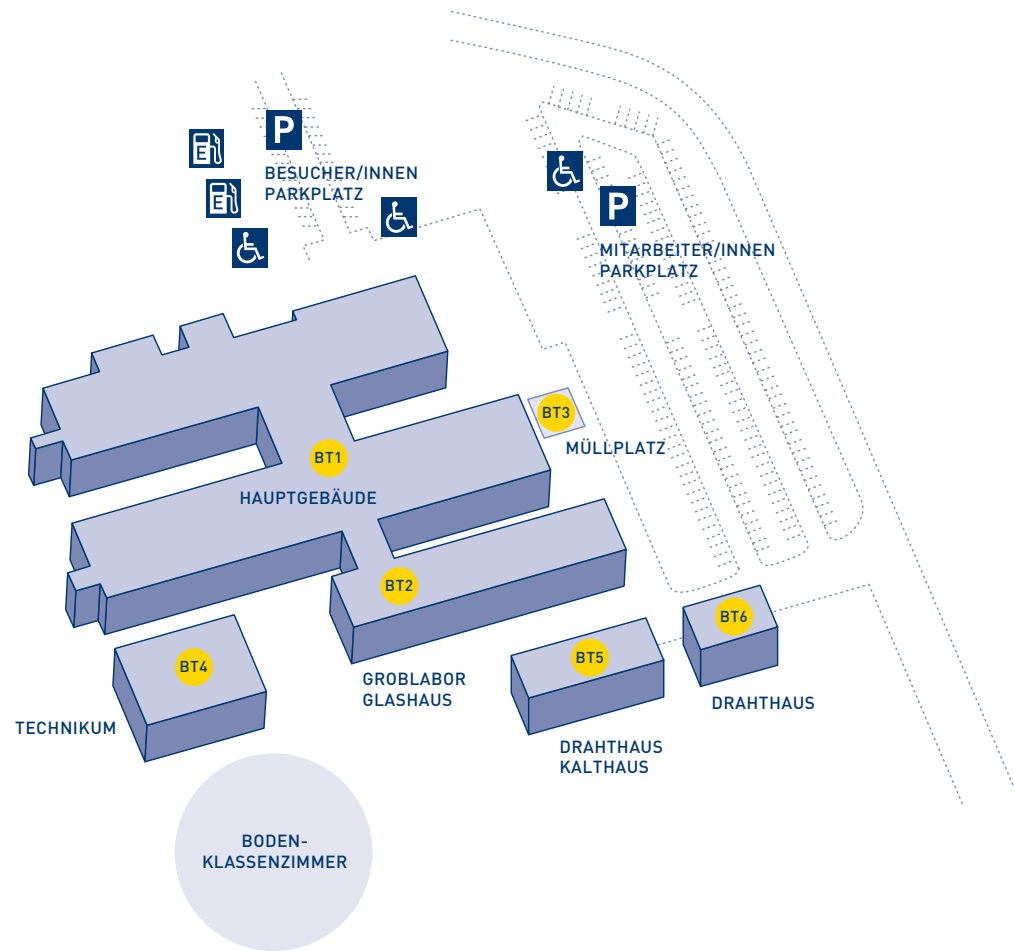 P
BESUCHER/INNEN
PARKPLATZ
E
E
P
MITARBEITER/INNEN
PARKPLATZ
BT3
MÜLLPLATZ
BT1
HAUPTGEBÄUDE
BT2
GROBLABOR
GLASHAUS
BT6
DRAHTHAUS
BT5
DRAHTHAUS
KALTHAUS
BT4
TECHNIKUM
BODEN-
KLASSENZIMMER